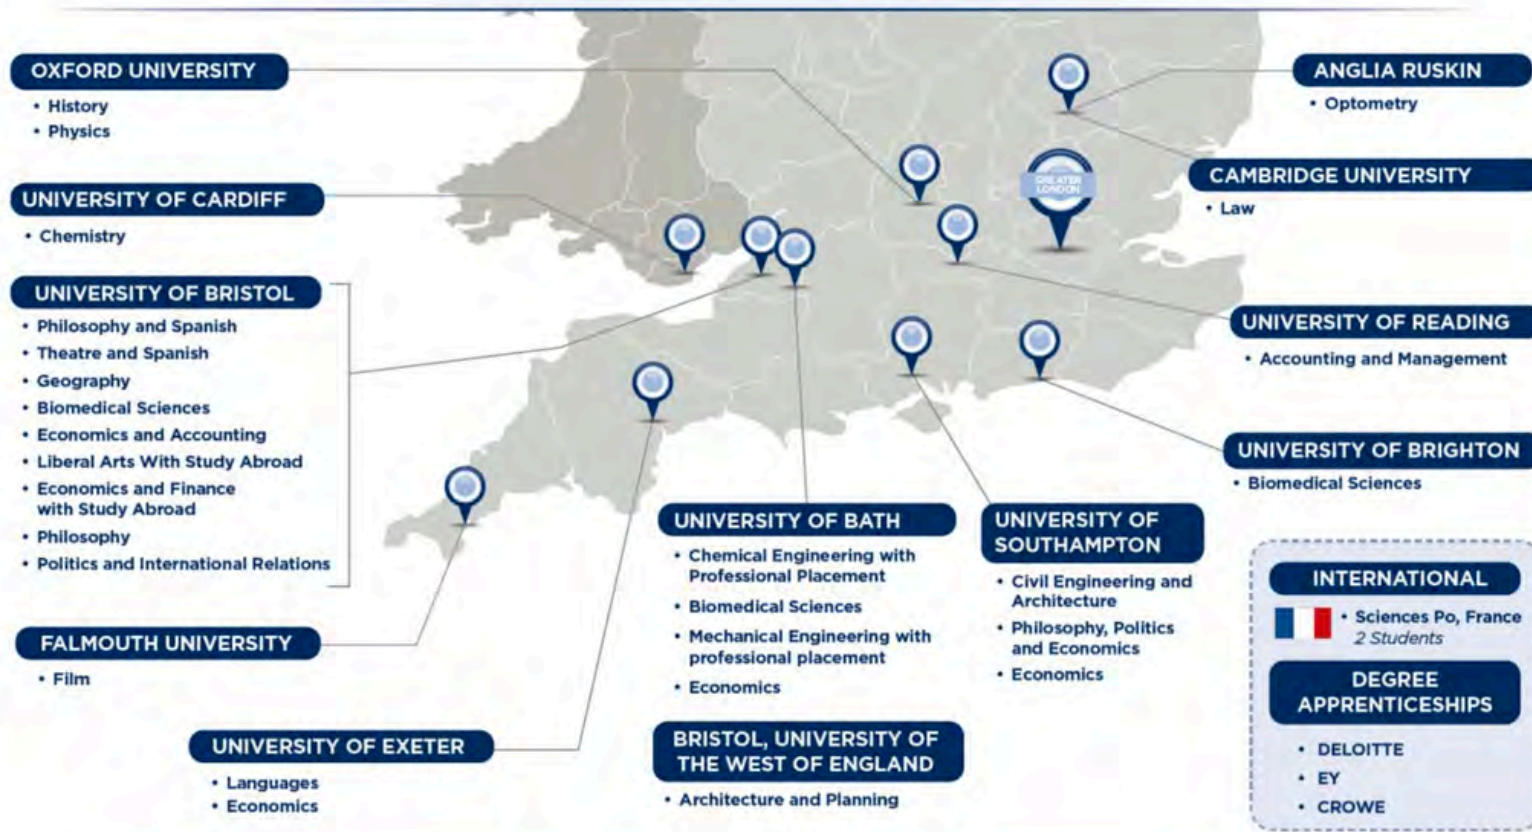 OXFORD UNIVERSITY
• History
• Physics
UNIVERSITY OF CARDIFF
• Chemistry
UNIVERSITY OF BRISTOL
• Philosophy and Spanish
• Theatre and Spanish
• Geography
• Biomedical Sciences
• Economics and Accounting
• Liberal Arts With Study Abroad
• Economics and Finance
with Study Abroad
• Philosophy
• Politics and International Relations
FALMOUTH UNIVERSITY
• Film
UNIVERSITY OF EXETER
• Languages
• Economics
UNIVERSITY OF BATH
• Chemical Engineering with
Professional Placement
• Biomedical Sciences
• Mechanical Engineering with
professional placement
• Economics
BRISTOL, UNIVERSITY OF
THE WEST OF ENGLAND
• Architecture and Planning
UNIVERSITY OF
SOUTHAMPTON
• Civil Engineering and
Architecture
• Philosophy, Politics
and Economics
• Economics
GREATER
LONDON
ANGLIA RUSKIN
• Optometry
CAMBRIDGE UNIVERSITY
• Law
UNIVERSITY OF READING
• Accounting and Management
UNIVERSITY OF BRIGHTON
• Biomedical Sciences
INTERNATIONAL
• Sciences Po, France
2 Students
DEGREE
APPRENTICESHIPS
• DELOITTE
• EY
• CROWE